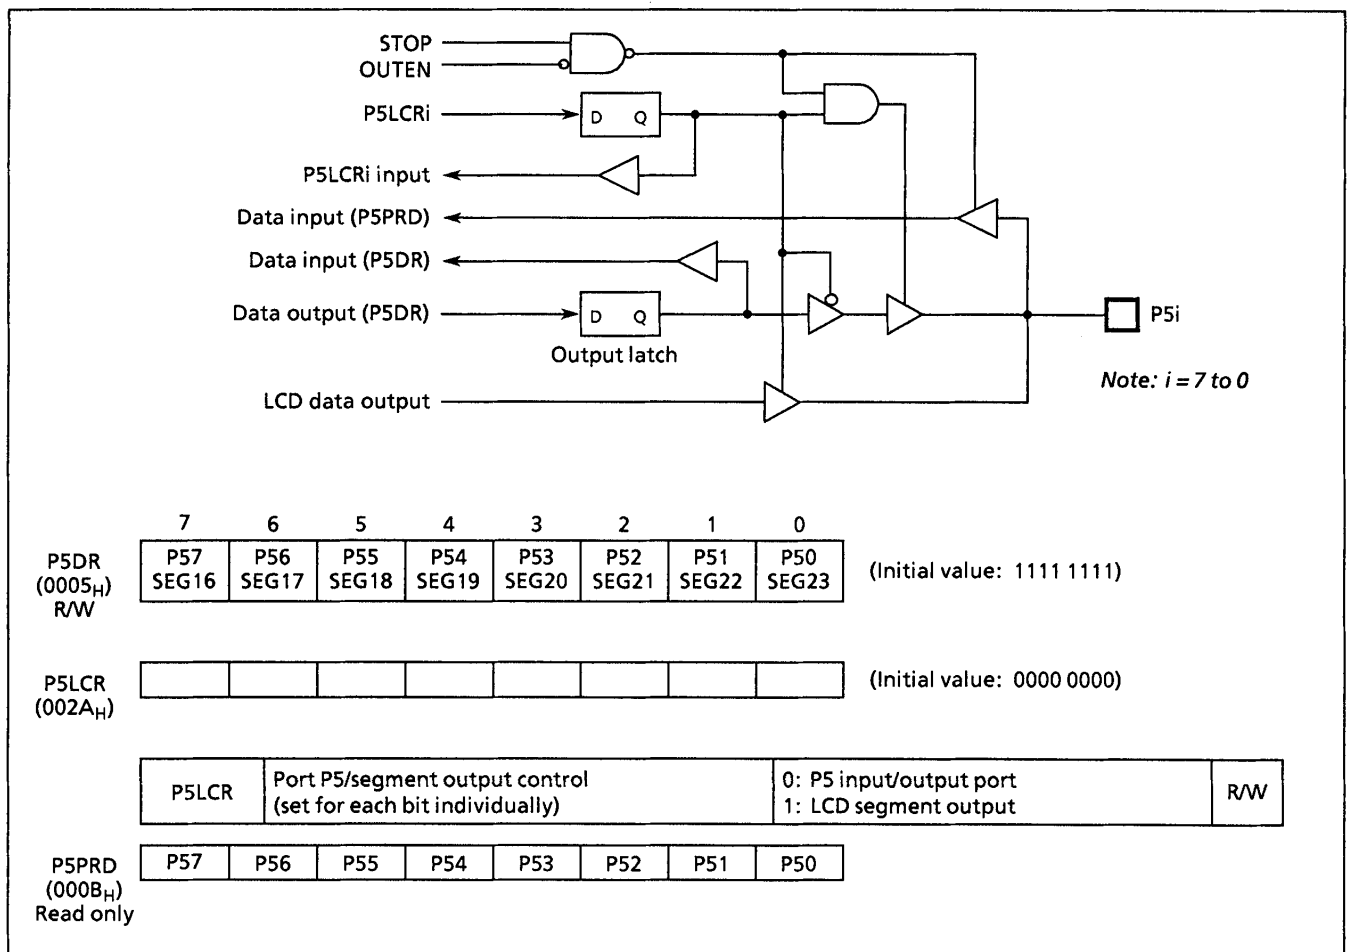 STOP
OUTEN
P5LCRi
D Q
P5LCRi input
Data input (P5PRD)
Data input (P5DR)
Data output (P5DR)
D Q
P5i
Output latch
Note: i = 7 to 0
LCD data output
7 6 5 4 3 2 1 0
P5DR
(0005H)
R/W
P57 P56 P55 P54 P53 P52 P51 P50
SEG16 SEG17 SEG18 SEG19 SEG20 SEG21 SEG22 SEG23
(Initial value: 1111 1111)
P5LCR
(002AH)
(Initial value: 0000 0000)
P5LCR
Port P5/segment output control
(set for each bit individually)
0: P5 input/output port
1: LCD segment output
R/W
P5PRD
(000BH)
Read only
P57 P56 P55 P54 P53 P52 P51 P50